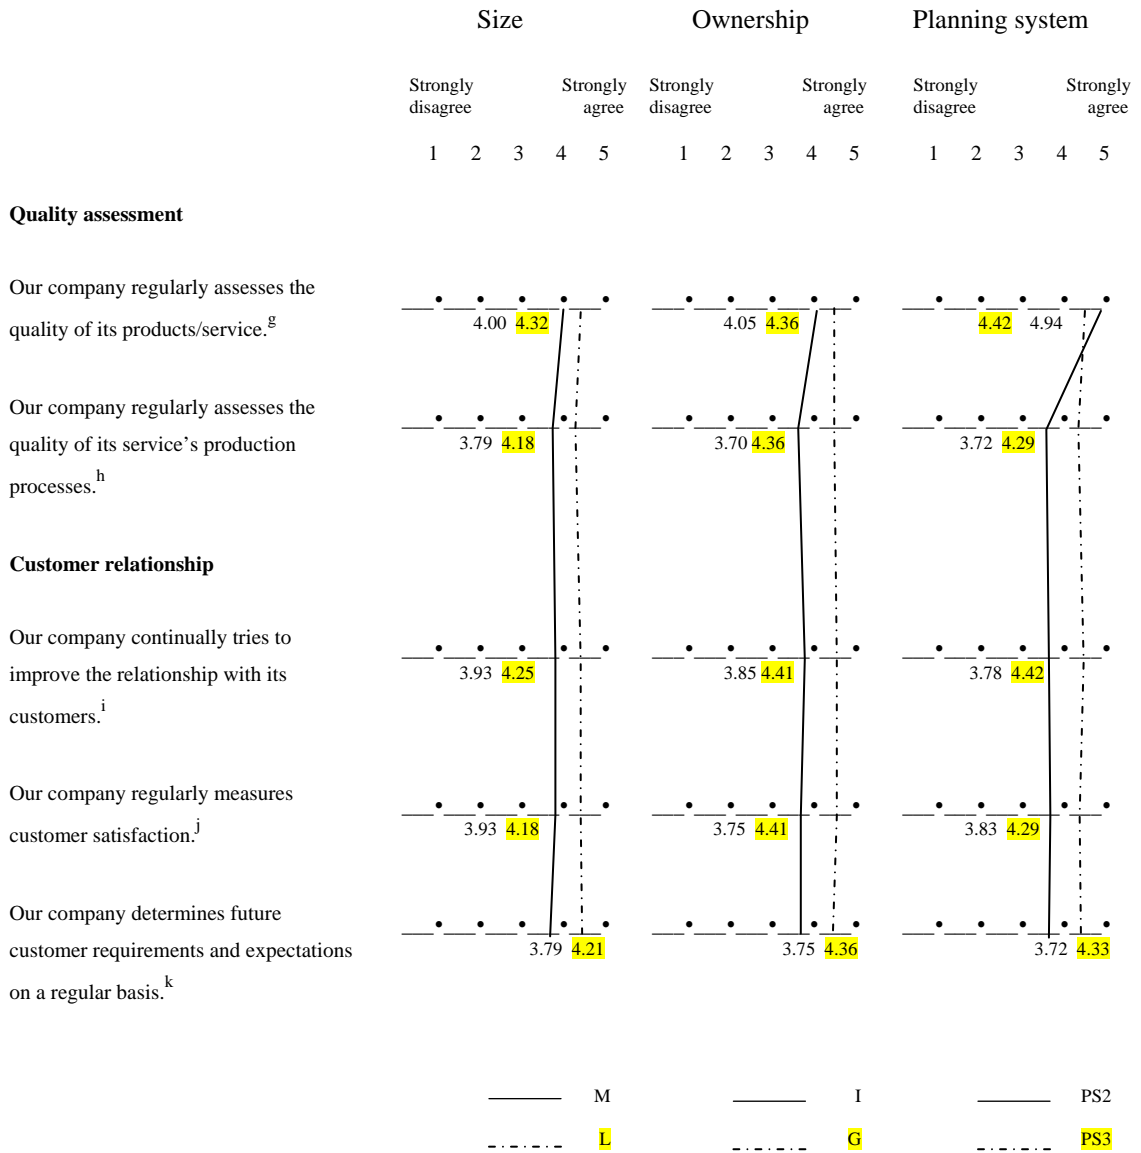 Size Ownership Planning system
Strongly Strongly Strongly Strongly Strongly Strongly
disagree agree disagree agree disagree agree
1 2 3 4 5 1 2 3 4 5 1 2 3 4 5
Quality assessment
Our company regularly assesses the
quality of its products/service.g
4.00 4.32 4.05 4.36 4.42 4.94
Our company regularly assesses the
quality of its service’s production
3.79 4.18 3.70 4.36 3.72 4.29
processes.h
Customer relationship
Our company continually tries to
improve the relationship with its
3.93 4.25 3.85 4.41 3.78 4.42
customers.i
Our company regularly measures
customer satisfaction.j
3.93 4.18 3.75 4.41 3.83 4.29
Our company determines future
customer requirements and expectations
3.79 4.21 3.75 4.36 3.72 4.33
on a regular basis.k
M I PS2
L G PS3